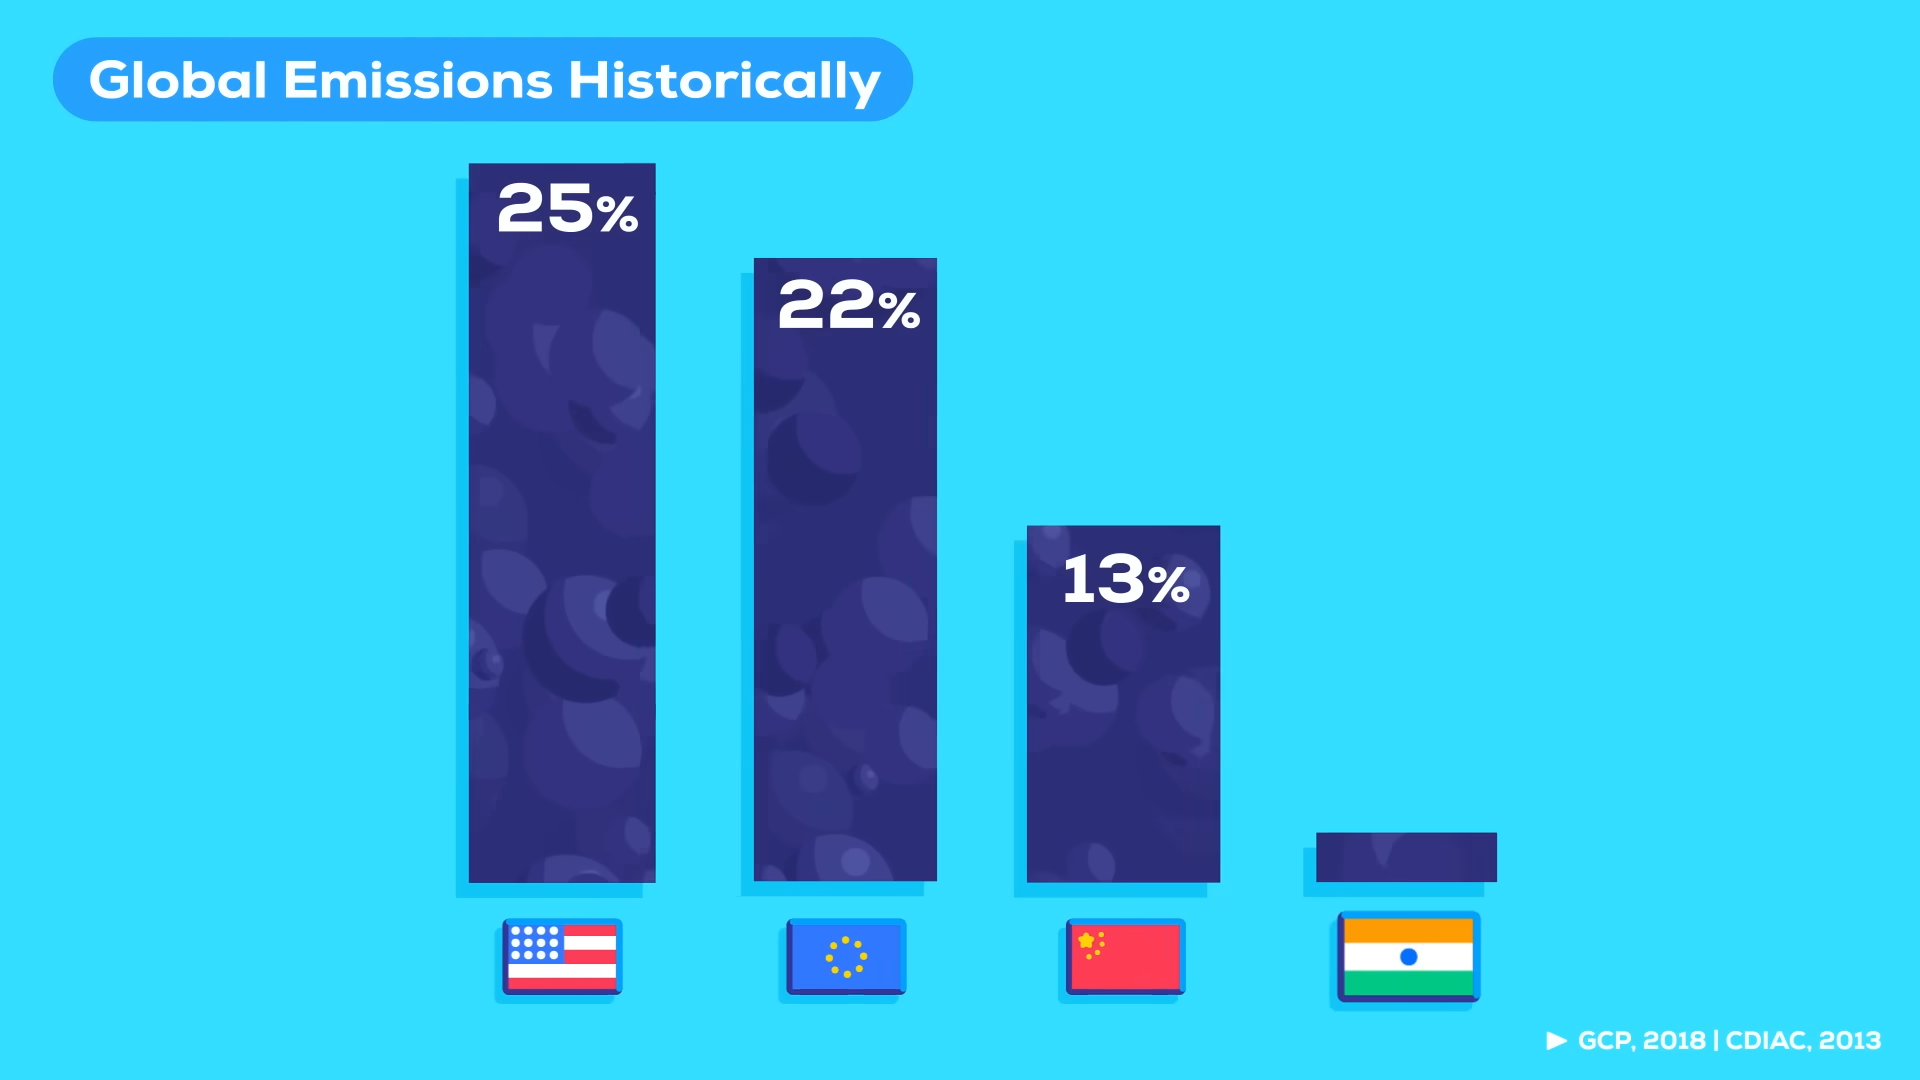 Global Emissions Historically
25%
22%
13%
► GCP, 2018 | CDIAC, 2013